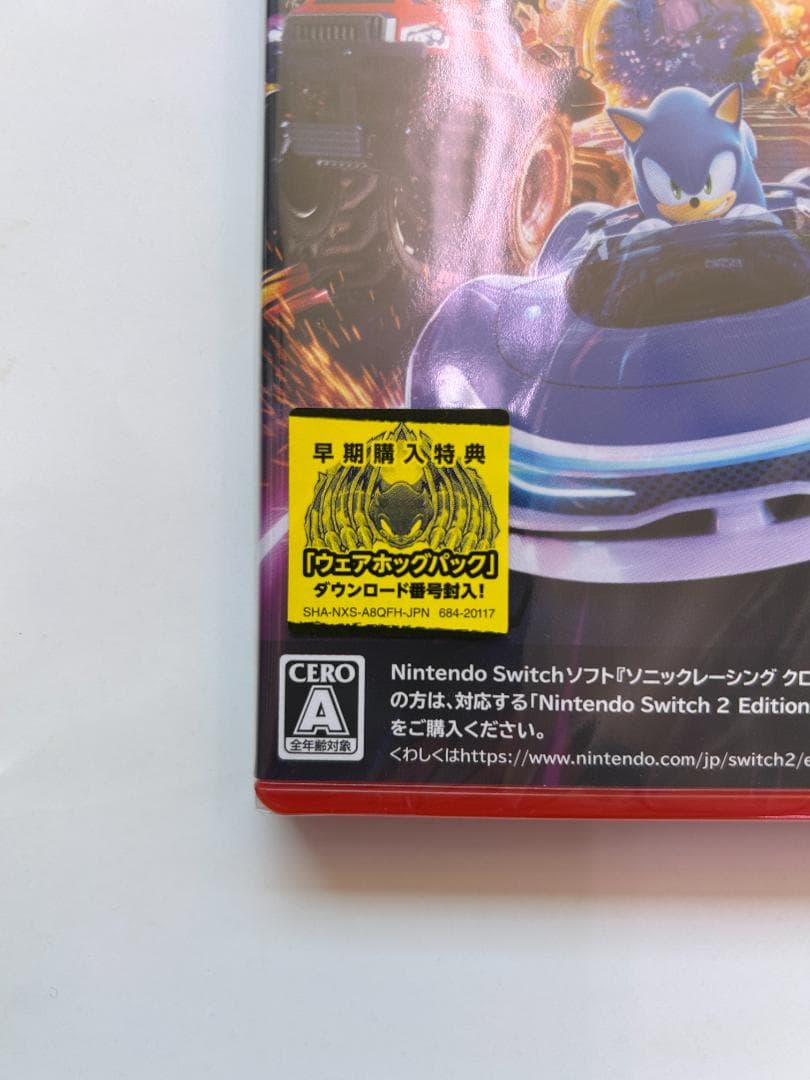 早期購入特典
「ウェアホッグパック」
ダウンロード番号封入!
SHA-NXS-A8QFH-JPN 684-20117
CERO
A
全年齢対象
Nintendo Switchソフト『ソニックレーシング クロ
の方は、対応する「Nintendo Switch 2 Edition
をご購入ください。
くわしくはhttps://www.nintendo.com/jp/switch2/e